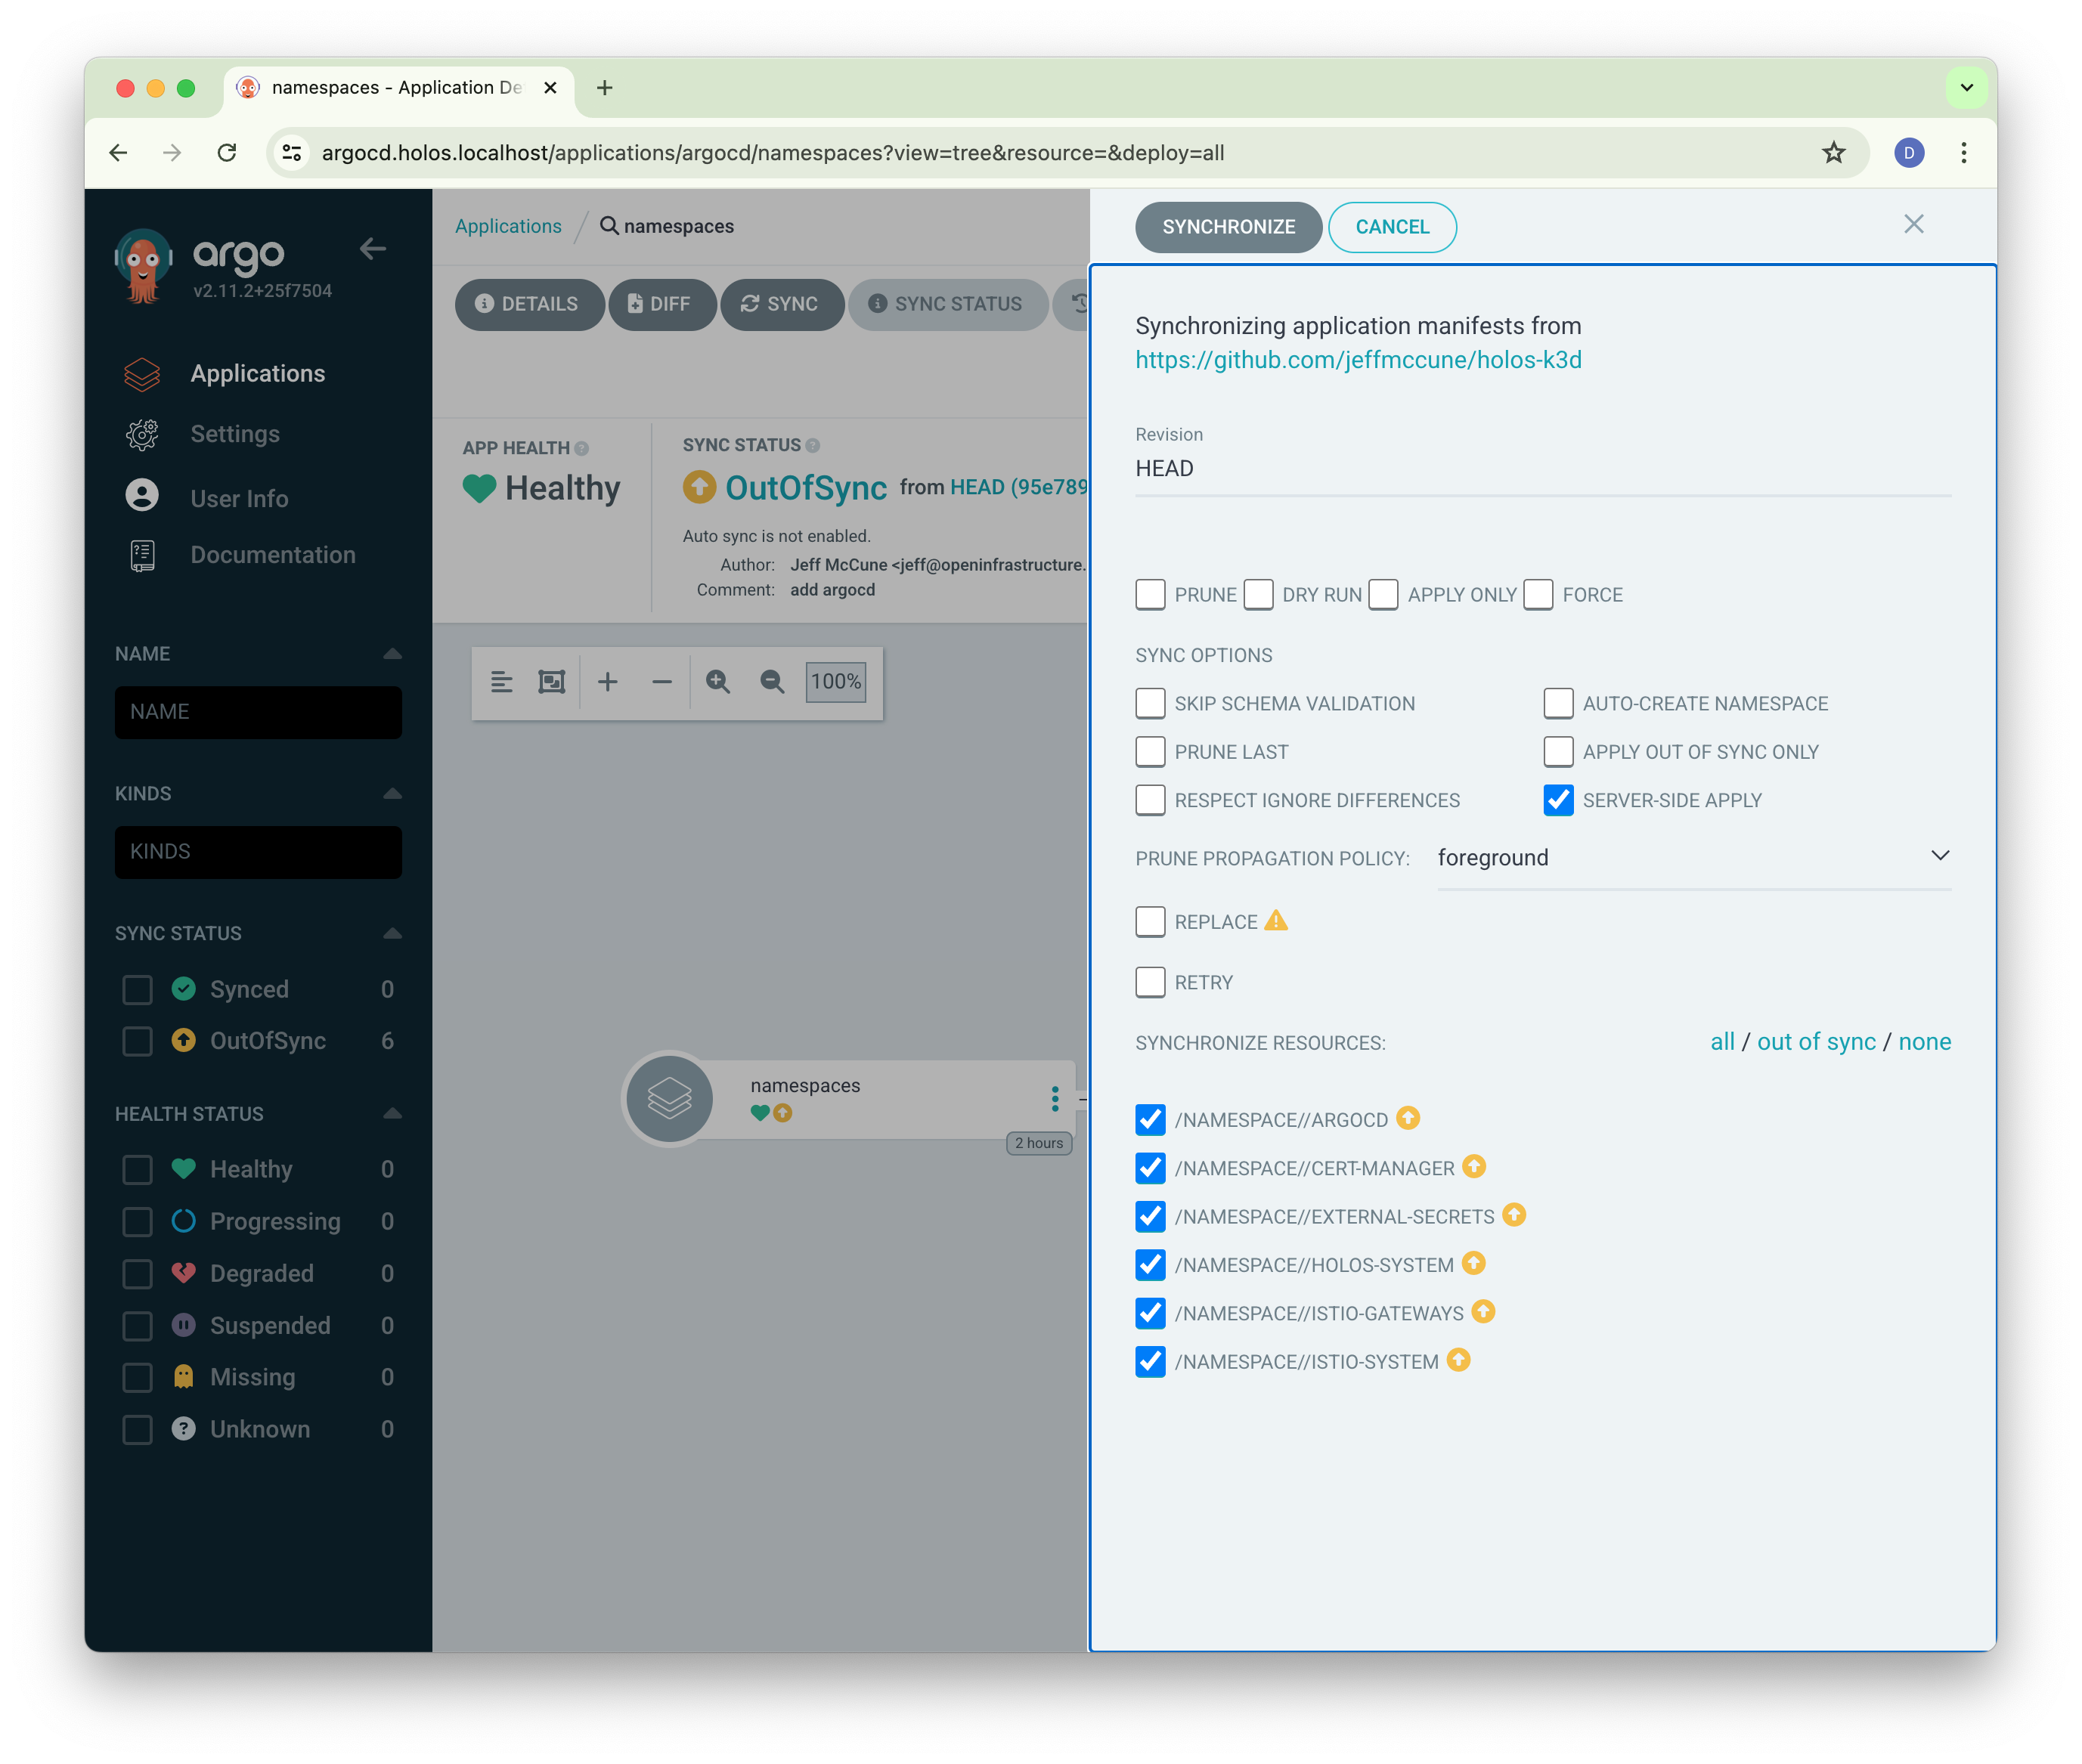 namespaces - Application De
argocd.holos.localhost/applications/argocd/namespaces?view=tree&resource=&deploy=all
D
argo
v2.11.2+25f7504
Applications
Settings
User Info
Documentation
NAME
NAME
KINDS
KINDS
SYNC STATUS
Synced 0
OutOfSync 6
HEALTH STATUS
Healthy 0
Progressing 0
Degraded 0
Suspended 0
Missing 0
Unknown 0
Applications / namespaces
DETAILS DIFF SYNC SYNC STATUS
APP HEALTH
Healthy
SYNC STATUS
OutOfSync from HEAD (95e789
Auto sync is not enabled.
Author: Jeff McCune <jeff@openinfrastructure.
Comment: add argocd
100%
namespaces
2 hours
SYNCHRONIZE CANCEL
Synchronizing application manifests from
https://github.com/jeffmccune/holos-k3d
Revision
HEAD
PRUNE DRY RUN APPLY ONLY FORCE
SYNC OPTIONS
SKIP SCHEMA VALIDATION AUTO-CREATE NAMESPACE
PRUNE LAST APPLY OUT OF SYNC ONLY
RESPECT IGNORE DIFFERENCES SERVER-SIDE APPLY
PRUNE PROPAGATION POLICY: foreground
REPLACE
RETRY
SYNCHRONIZE RESOURCES: all / out of sync / none
/NAMESPACE//ARGOCD
/NAMESPACE//CERT-MANAGER
/NAMESPACE//EXTERNAL-SECRETS
/NAMESPACE//HOLOS-SYSTEM
/NAMESPACE//ISTIO-GATEWAYS
/NAMESPACE//ISTIO-SYSTEM